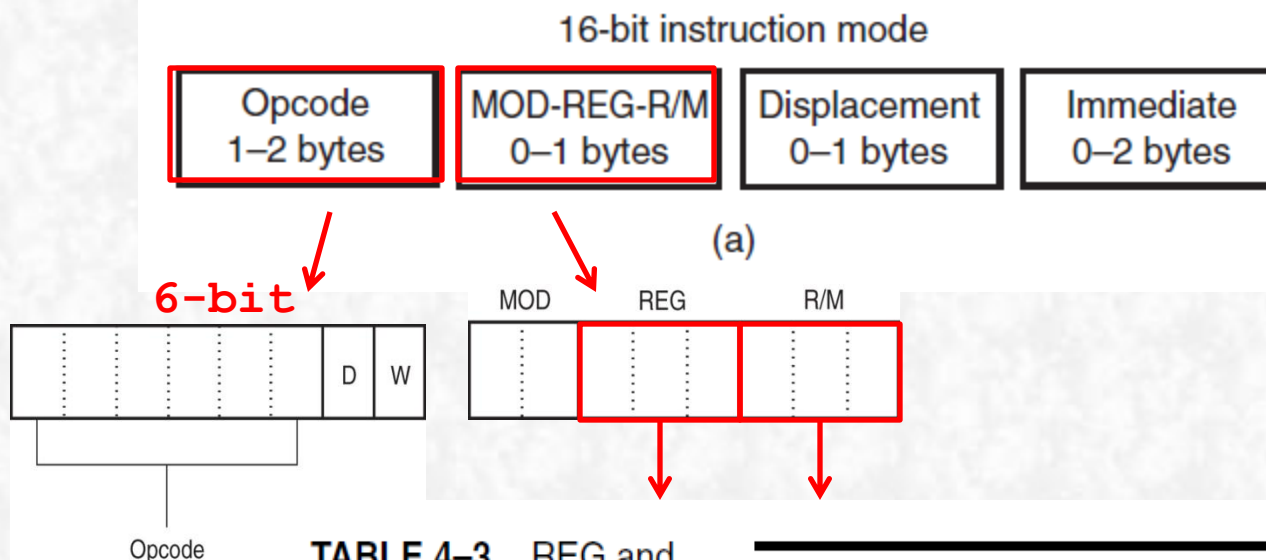 16-bit instruction mode
Opcode
1–2 bytes
MOD-REG-R/M
0–1 bytes
Displacement
0–1 bytes
Immediate
0–2 bytes
(a)
6-bit
MOD REG R/M
D W
Opcode
TABLE 4–3 REG and